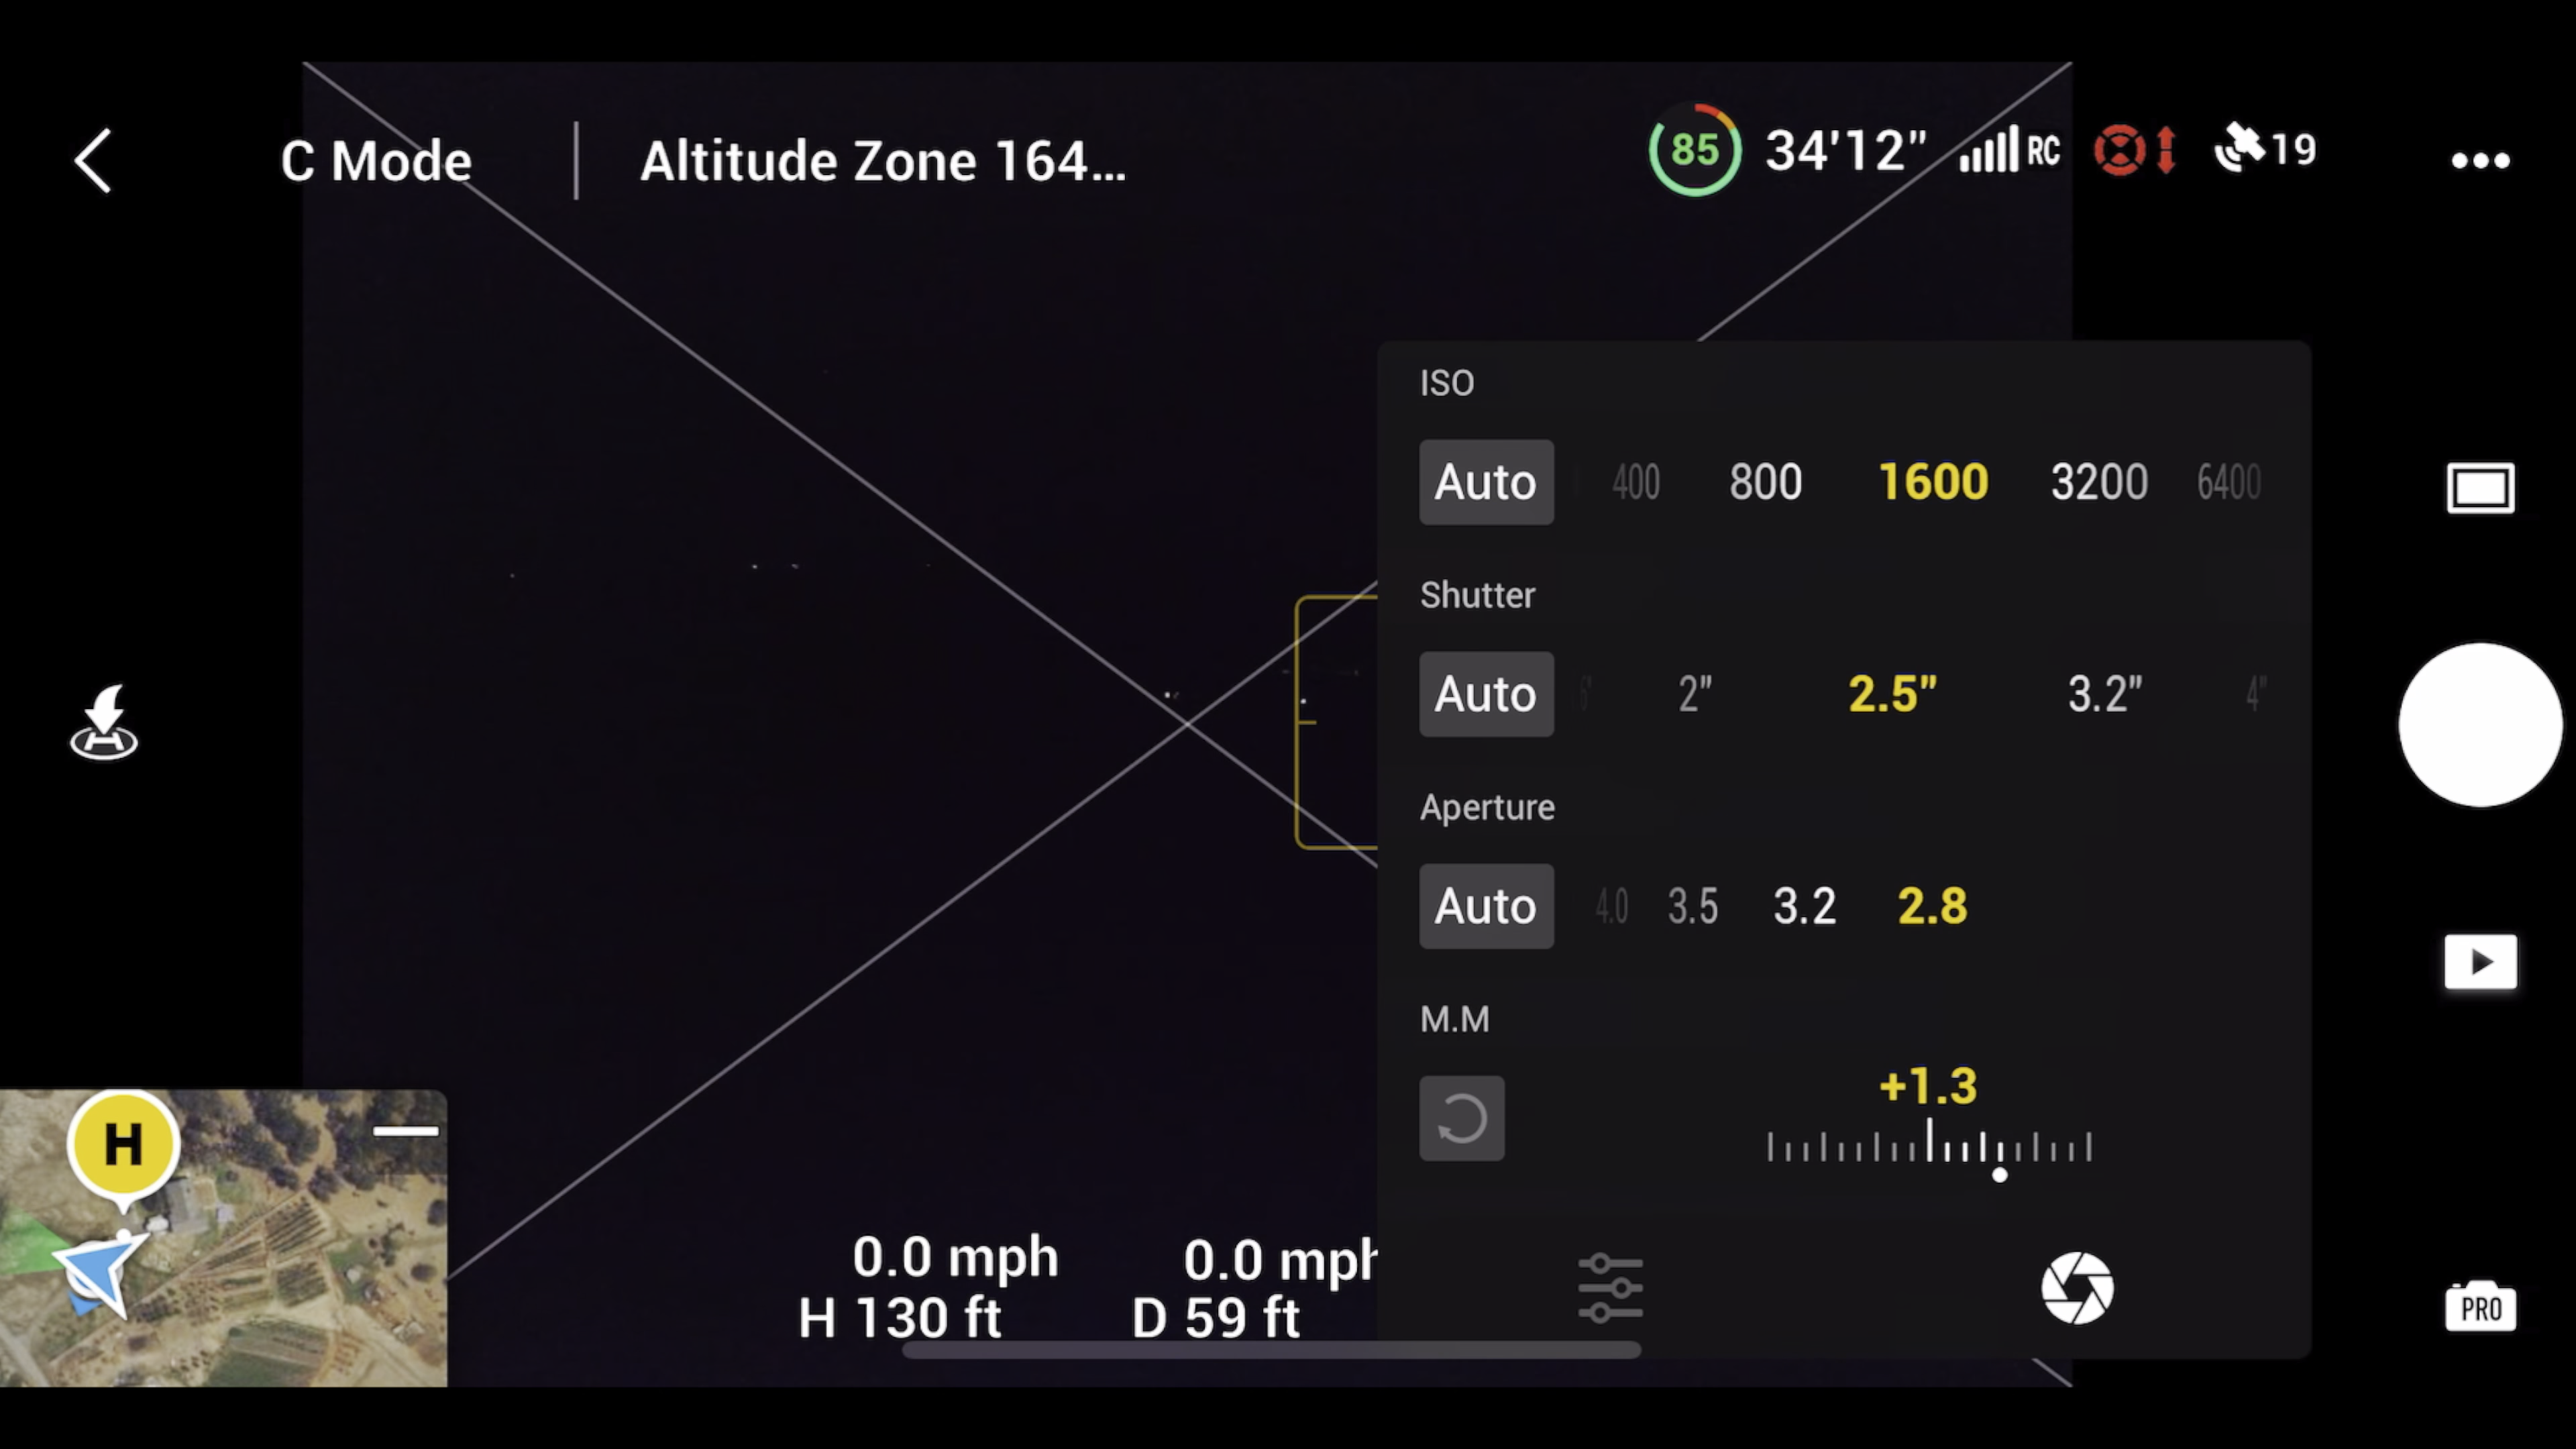 C Mode
Altitude Zone 164...
85
34'12"
RC
19
ISO
Auto 400 800 1600 3200 6400
Shutter
Auto 6" 2" 2.5" 3.2" 4"
Aperture
Auto 4.0 3.5 3.2 2.8
M.M
+1.3
H
0.0 mph
0.0 mph
H 130 ft
D 59 ft
PRO